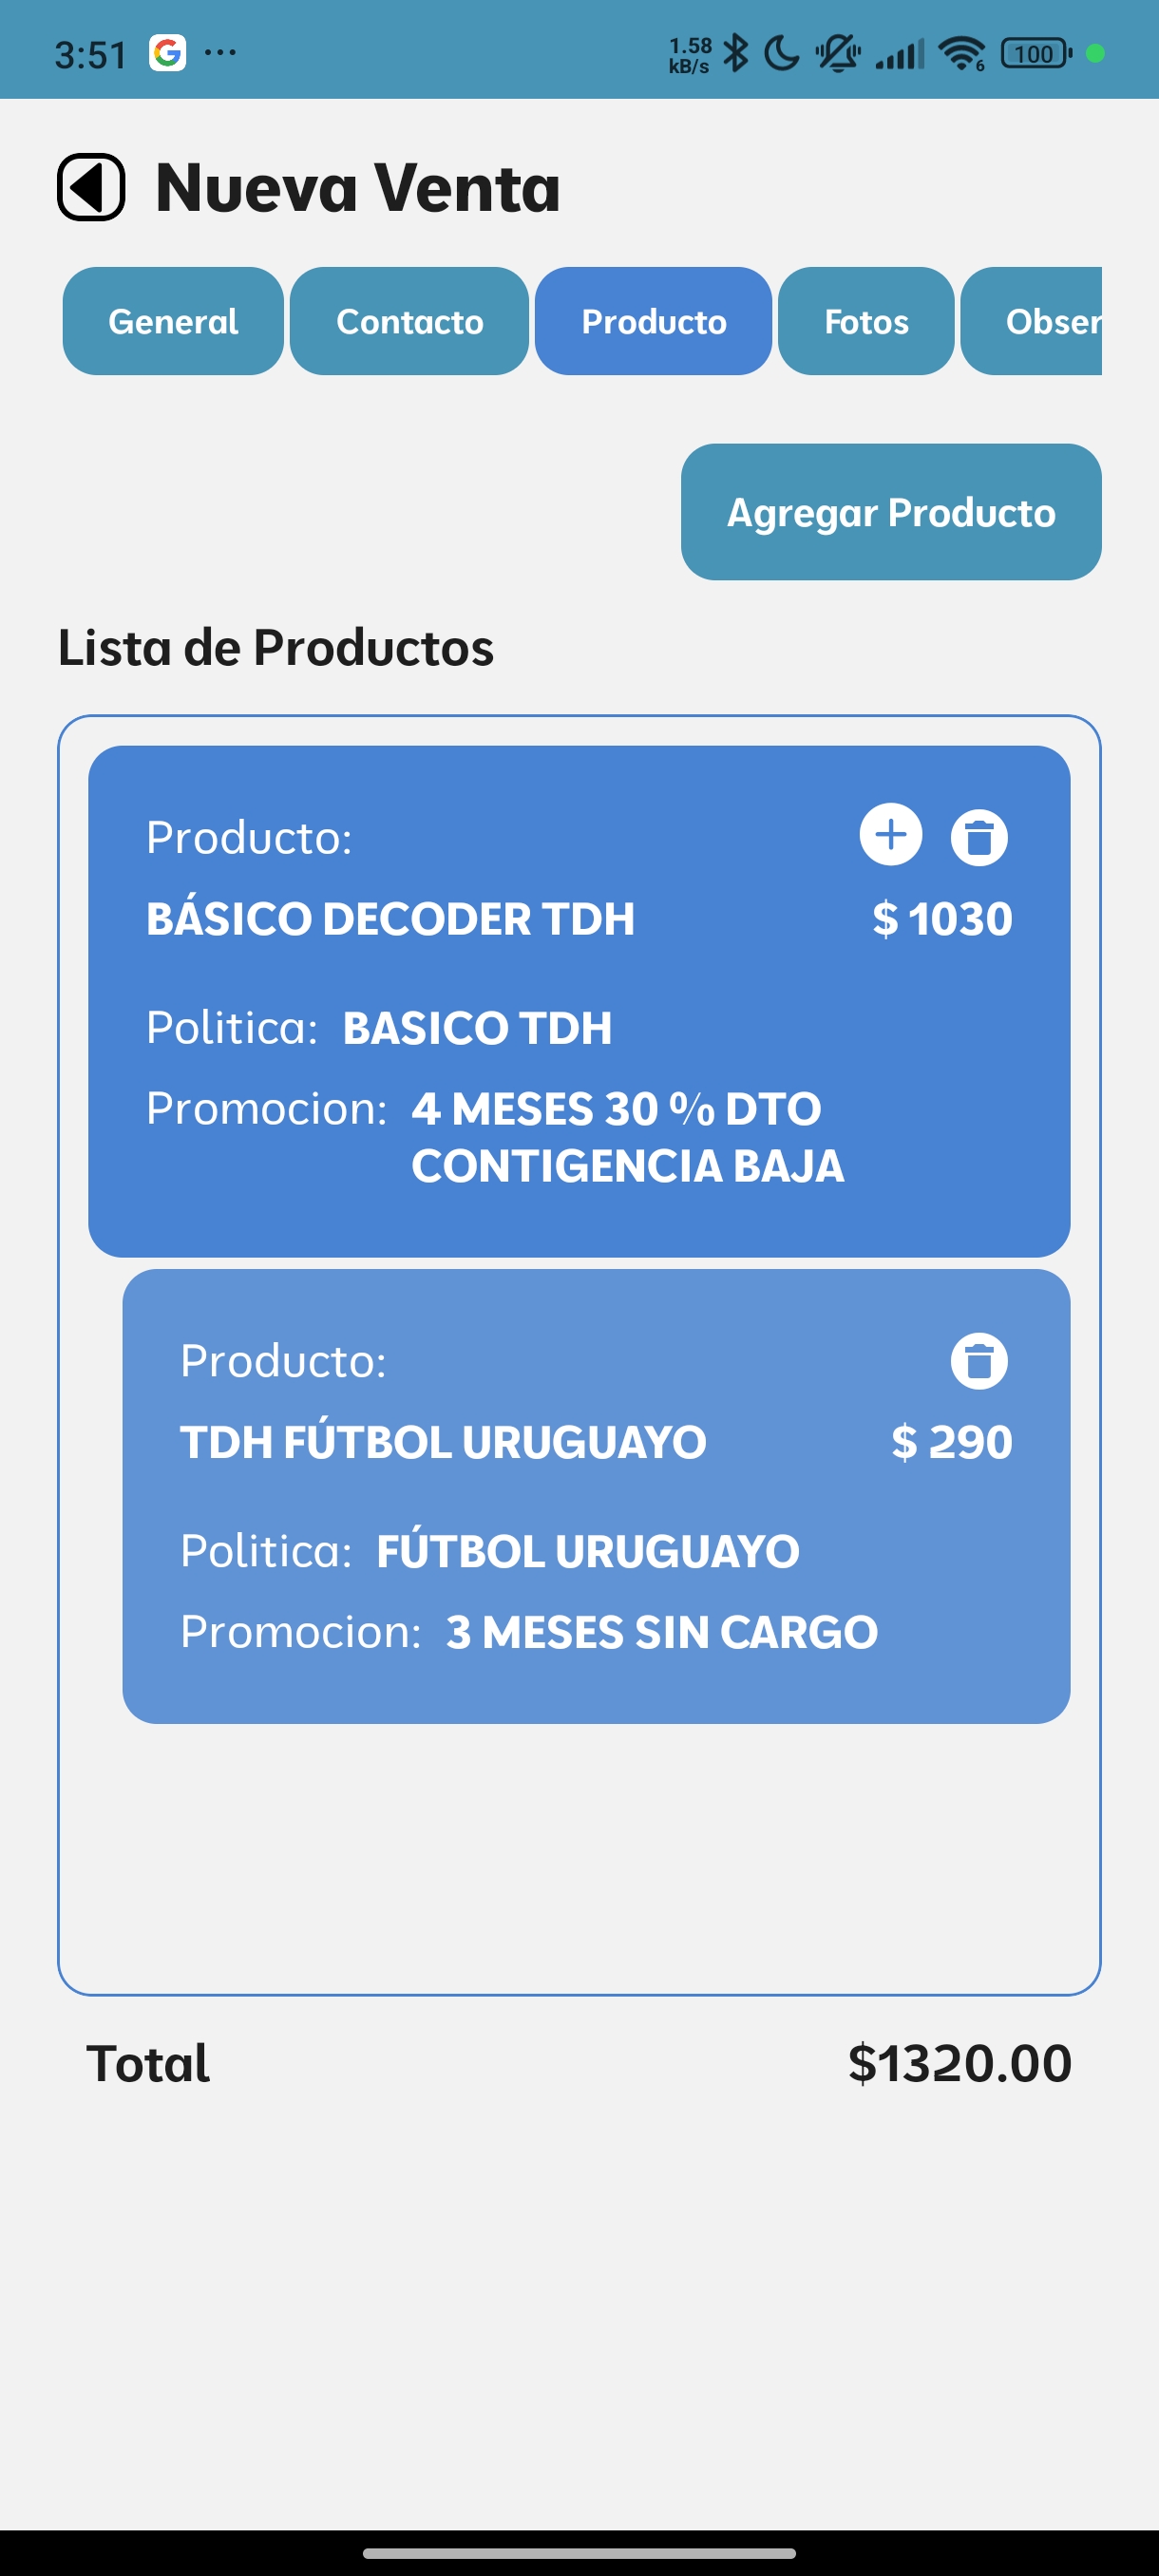 3:51 G ...
1.58 kB/s 6 100
Nueva Venta
General Contacto Producto Fotos Obser
Agregar Producto
Lista de Productos
Producto:
BÁSICO DECODER TDH $ 1030
Politica: BASICO TDH
Promocion: 4 MESES 30 % DTO
CONTIGENCIA BAJA
Producto:
TDH FÚTBOL URUGUAYO $ 290
Politica: FÚTBOL URUGUAYO
Promocion: 3 MESES SIN CARGO
Total $1320.00